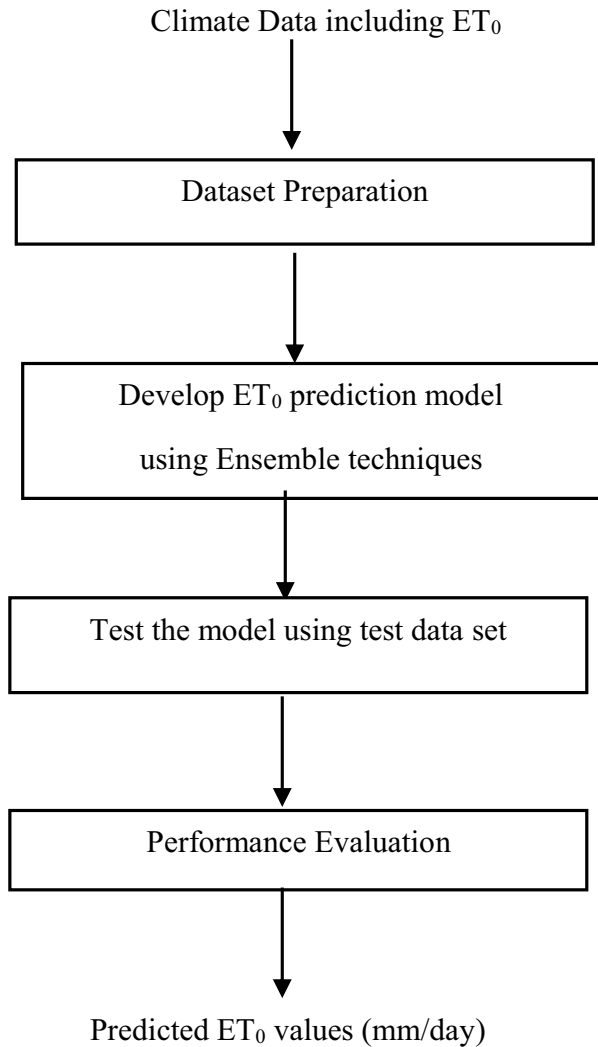 Climate Data including ET₀
Dataset Preparation
Develop ET₀ prediction model
using Ensemble techniques
Test the model using test data set
Performance Evaluation
Predicted ET₀ values (mm/day)